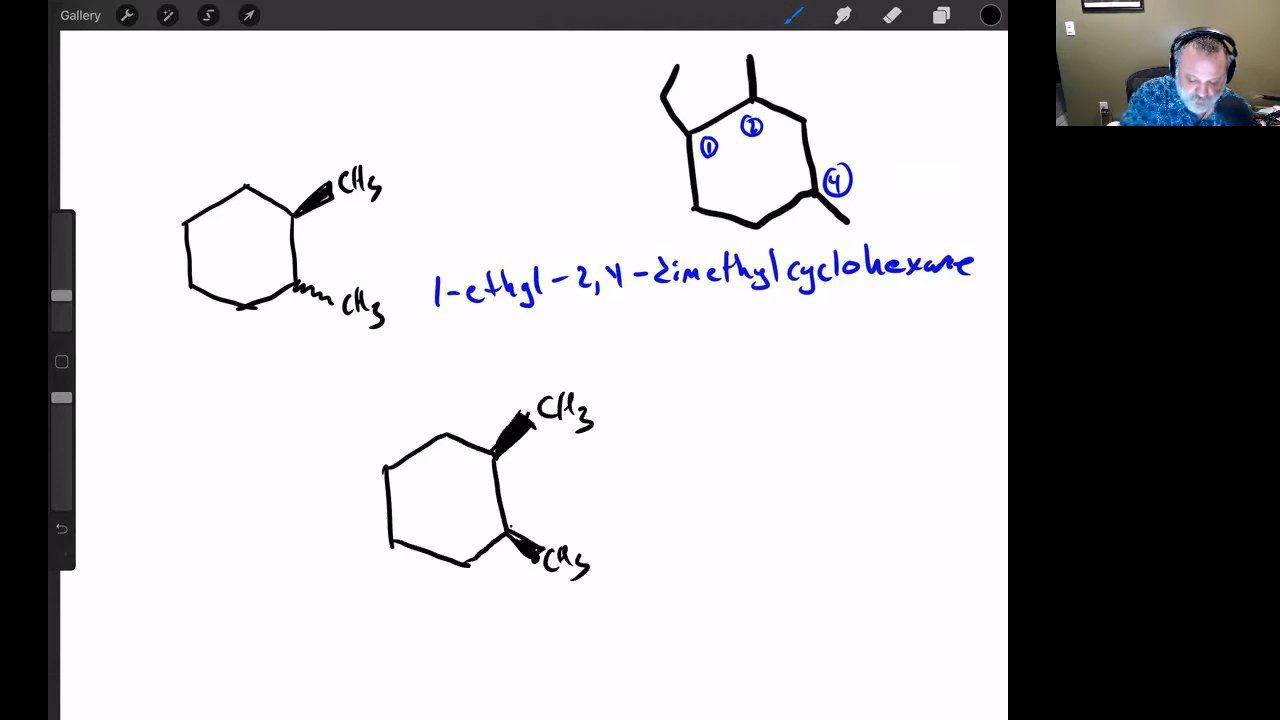 Gallery
②
①
④
CH3
CH3
1-ethyl-2,4-dimethylcyclohexane
CH3
CH3